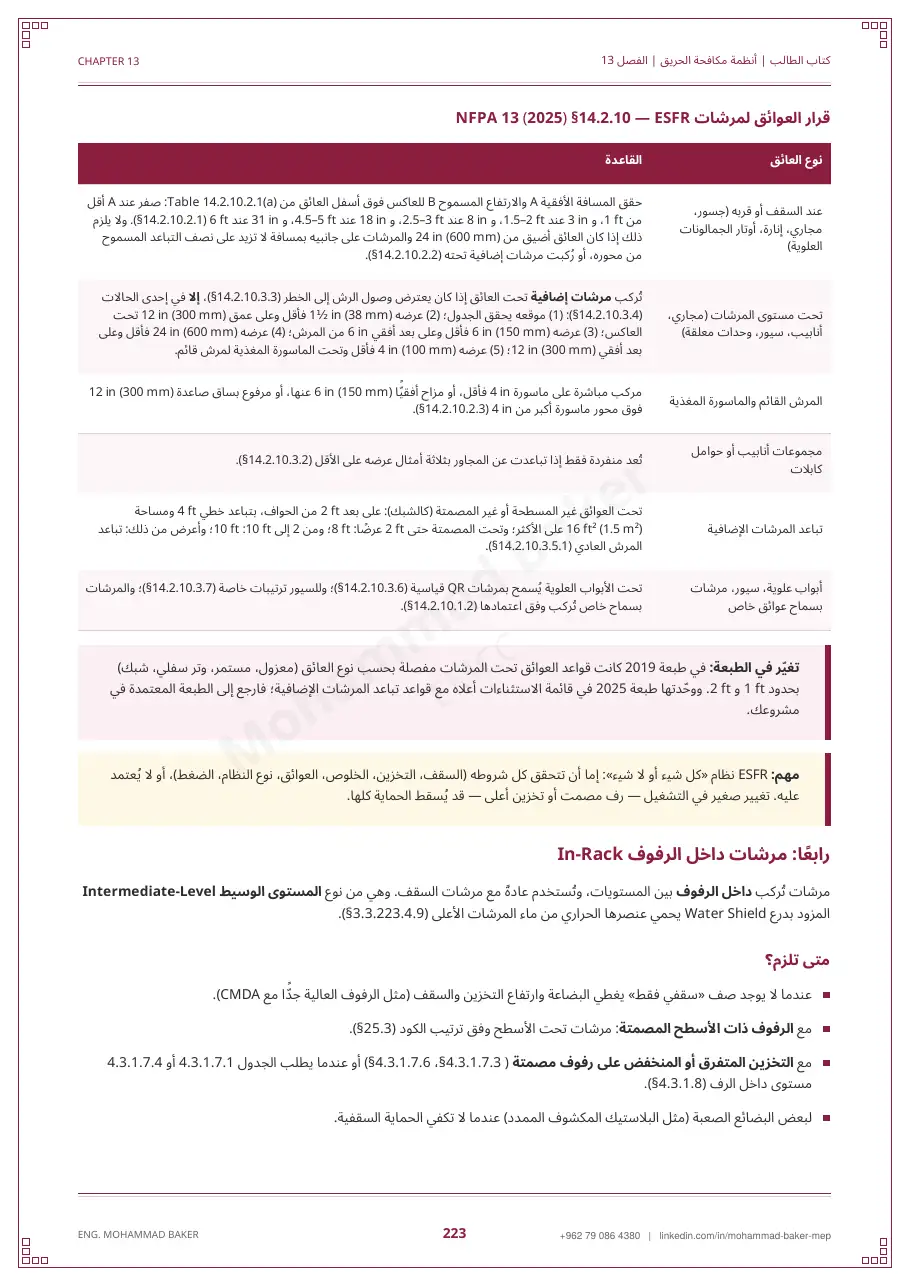 كتاب الطالب | أنظمة مكافحة الحريق | الفصل 13
CHAPTER 13
قرار العوائق لمرشات ESFR — NFPA 13 (2025) §14.2.10
نوع العائق
القاعدة
عند السقف أو قربه (جسور،
مجاري، إنارة، أوتار الجمالونات
العلوية)
حقق المسافة الأفقية A والارتفاع المسموح B للعاكس فوق أسفل العائق من Table 14.2.10.2.1(a): صفر عند A أقل
من 1 ft، و 3 in عند 1.5–2 ft، و 8 in عند 2.5–3 ft، و 18 in عند 4.5–5 ft، و 31 in عند 6 ft (§14.2.10.2.1). ولا يلزم
ذلك إذا كان العائق أضيق من 24 in (600 mm) والمرشات على جانبيه بمسافة لا تزيد على نصف التباعد المسموح
من محوره، أو رُكبت مرشات إضافية تحته (§14.2.10.2.2).
تحت مستوى المرشات (مجاري،
أنابيب، سيور، وحدات معلقة)
تُركب مرشات إضافية تحت العائق إذا كان يعترض وصول الرش إلى الخطر (§14.2.10.3.3)، إلا في إحدى الحالات
(§14.2.10.3.4): (1) موقعه يحقق الجدول؛ (2) عرضه 1½ in (38 mm) فأقل وعلى عمق 12 in (300 mm) تحت
العاكس؛ (3) عرضه 6 in (150 mm) فأقل وعلى بعد أفقي 6 in من المرش؛ (4) عرضه 24 in (600 mm) فأقل وعلى
بعد أفقي 12 in (300 mm)؛ (5) عرضه 4 in (100 mm) فأقل وتحت الماسورة المغذية لمرش قائم.
المرش القائم والماسورة المغذية
مركب مباشرة على ماسورة 4 in فأقل، أو مزاح أفقيًّا 6 in (150 mm) عنها، أو مرفوع بساق صاعدة 12 in (300 mm)
فوق محور ماسورة أكبر من 4 in (§14.2.10.2.3).
مجموعات أنابيب أو حوامل
كابلات
تُعد منفردة فقط إذا تباعدت عن المجاور بثلاثة أمثال عرضه على الأقل (§14.2.10.3.2).
تباعد المرشات الإضافية
تحت العوائق غير المسطحة أو غير المصمتة (كالشبك): على بعد 2 ft من الحواف، بتباعد خطي 4 ft ومساحة
16 ft² (1.5 m²) على الأكثر؛ وتحت المصمتة حتى 2 ft عرضًا: 8 ft؛ ومن 2 إلى 10 ft: 10 ft؛ وأعرض من ذلك: تباعد
المرش العادي (§14.2.10.3.5.1).
أبواب علوية، سيور، مرشات
بسماح عوائق خاص
تحت الأبواب العلوية يُسمح بمرشات QR قياسية (§14.2.10.3.6)؛ وللسيور ترتيبات خاصة (§14.2.10.3.7)؛ والمرشات
بسماح خاص تُركب وفق اعتمادها (§14.2.10.1.2).
تغيّر في الطبعة: في طبعة 2019 كانت قواعد العوائق تحت المرشات مفصلة بحسب نوع العائق (معزول، مستمر، وتر سفلي، شبك)
بحدود 1 ft و 2 ft. ووحّدتها طبعة 2025 في قائمة الاستثناءات أعلاه مع قواعد تباعد المرشات الإضافية؛ فارجع إلى الطبعة المعتمدة في
مشروعك.
مهم: ESFR نظام «كل شيء أو لا شيء»: إما أن تتحقق كل شروطه (السقف، التخزين، الخلوص، العوائق، نوع النظام، الضغط)، أو لا يُعتمد
عليه. تغيير صغير في التشغيل — رف مصمت أو تخزين أعلى — قد يُسقط الحماية كلها.
رابعًا: مرشات داخل الرفوف In-Rack
مرشات تُركب داخل الرفوف بين المستويات، وتُستخدم عادةً مع مرشات السقف. وهي من نوع المستوى الوسيط Intermediate-Level
المزود بدرع Water Shield يحمي عنصرها الحراري من ماء المرشات الأعلى (§3.3.223.4.9).
متى تلزم؟
عندما لا يوجد صف «سقفي فقط» يغطي البضاعة وارتفاع التخزين والسقف (مثل الرفوف العالية جدًّا مع CMDA).
مع الرفوف ذات الأسطح المصمتة: مرشات تحت الأسطح وفق ترتيب الكود (§25.3).
مع التخزين المتفرق أو المنخفض على رفوف مصمتة ( §4.3.1.7.3، §4.3.1.7.6) أو عندما يطلب الجدول 4.3.1.7.1 أو 4.3.1.7.4
مستوى داخل الرف (§4.3.1.8).
لبعض البضائع الصعبة (مثل البلاستيك المكشوف الممدد) عندما لا تكفي الحماية السقفية.
Mohammad baker
ENG. MOHAMMAD BAKER
223
+962 79 086 4380 | linkedin.com/in/mohammad-baker-mep